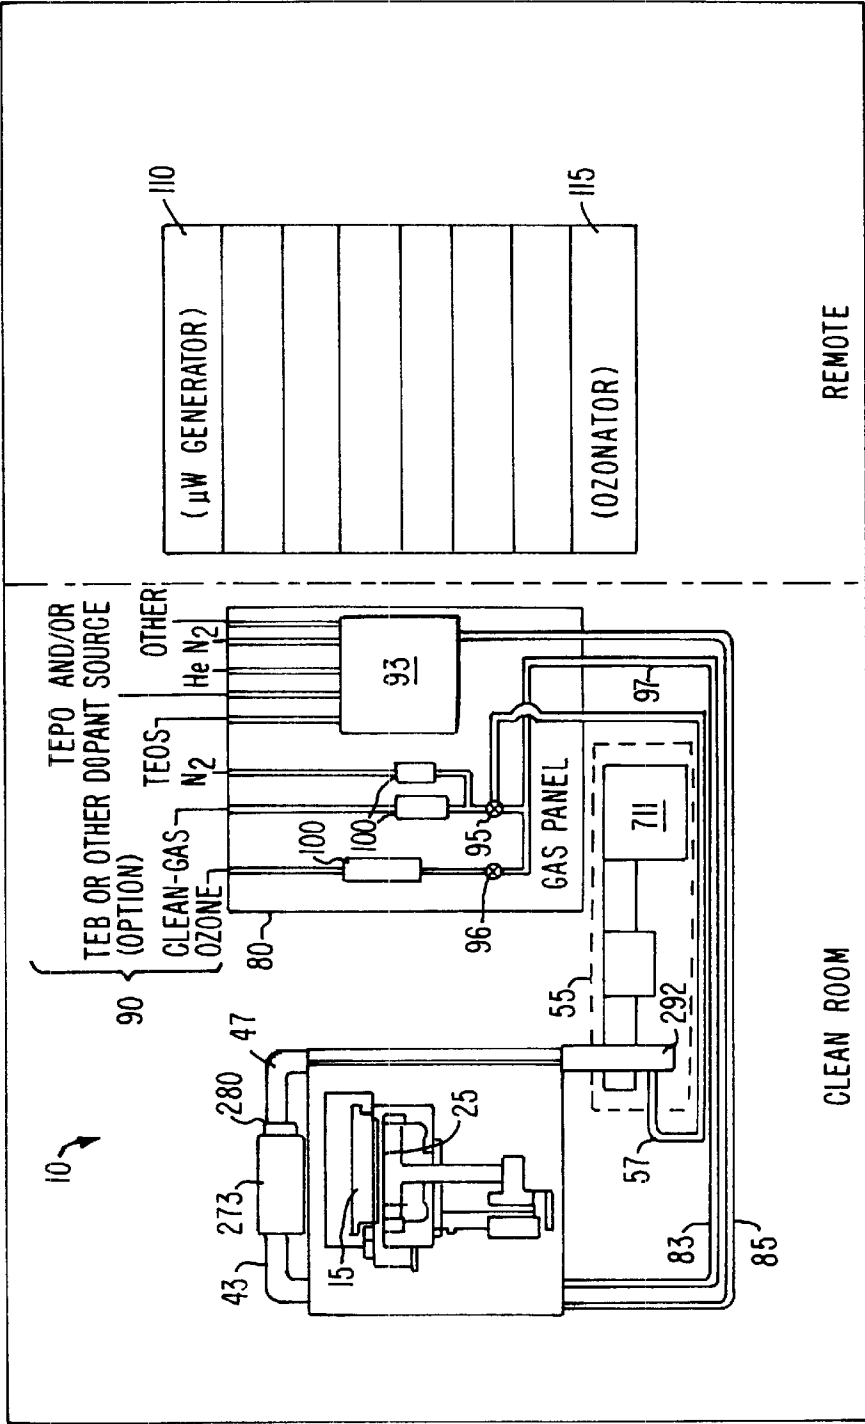 10
43
273
280
47
15
25
90
TEPO AND/OR
TEB OR OTHER DOPANT SOURCE
(OPTION)
CLEAN-GAS
OZONE
TEOS
N2
He
N2
OTHER
80
100
100
93
95
96
GAS PANEL
97
55
711
292
57
83
85
CLEAN ROOM
(µW GENERATOR)
110
(OZONATOR)
115
REMOTE